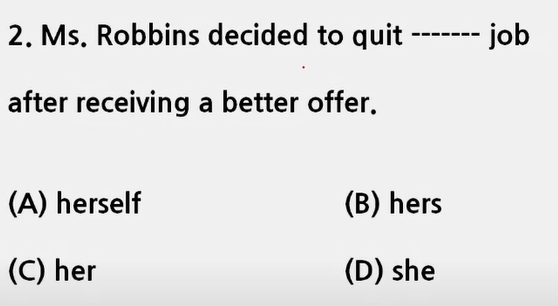 2. Ms. Robbins decided to quit ------- job
after receiving a better offer.
(A) herself (B) hers
(C) her (D) she